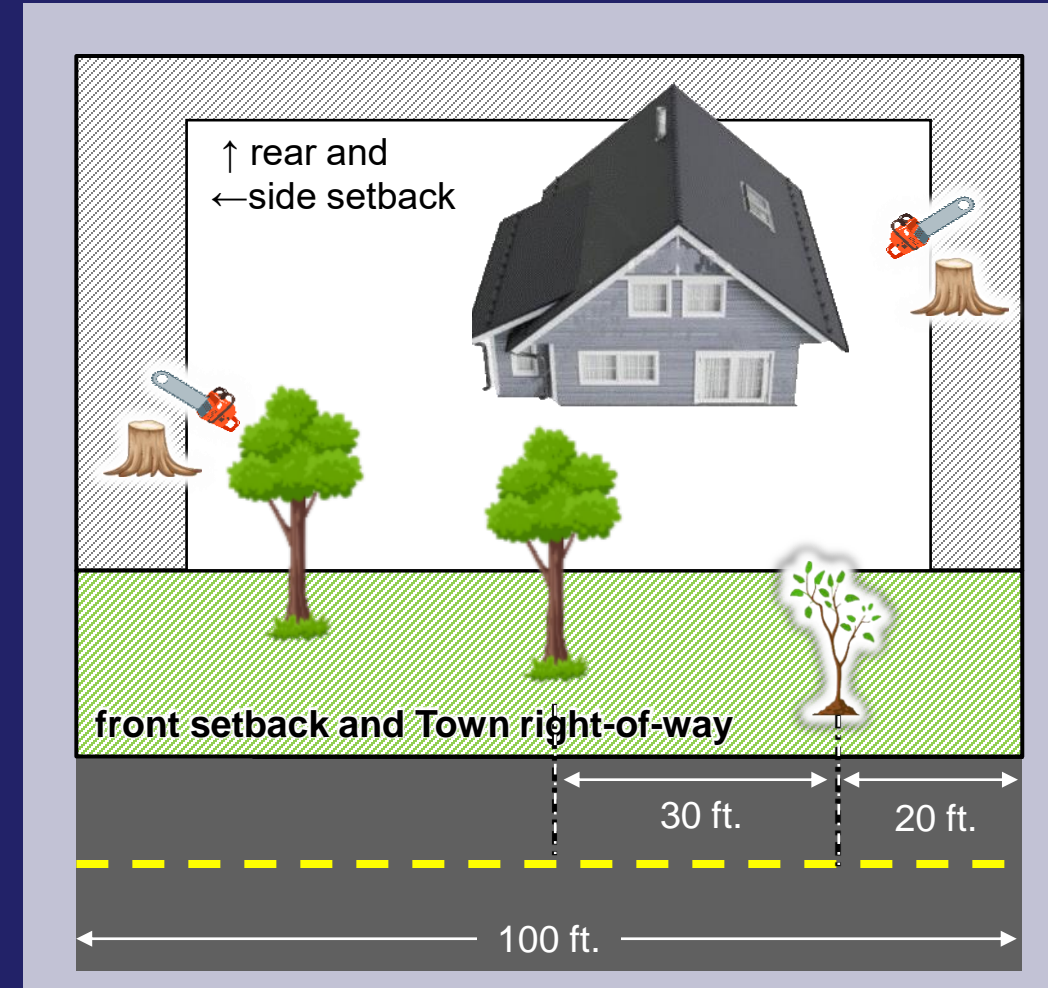 ↑ rear and
←side setback
front setback and Town right-of-way
30 ft.
20 ft.
100 ft.